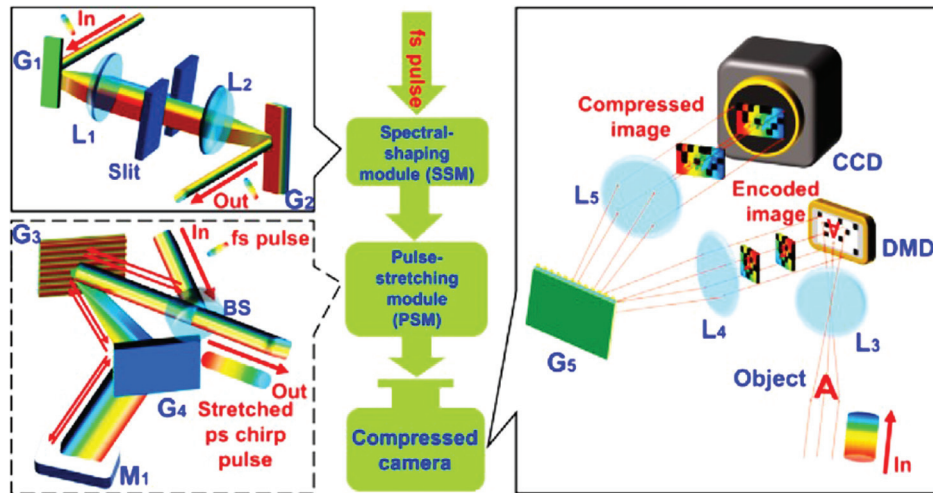 In
G1
L1
L2
Slit
Out
G2
fs pulse
Spectral-
shaping
module (SSM)
Pulse-
stretching
module
(PSM)
Compressed
camera
G3
In
fs pulse
BS
G4
Out
Stretched
ps chirp
pulse
M1
Compressed
image
CCD
L5
Encoded
image
A
DMD
L4
L3
G5
Object
A
In